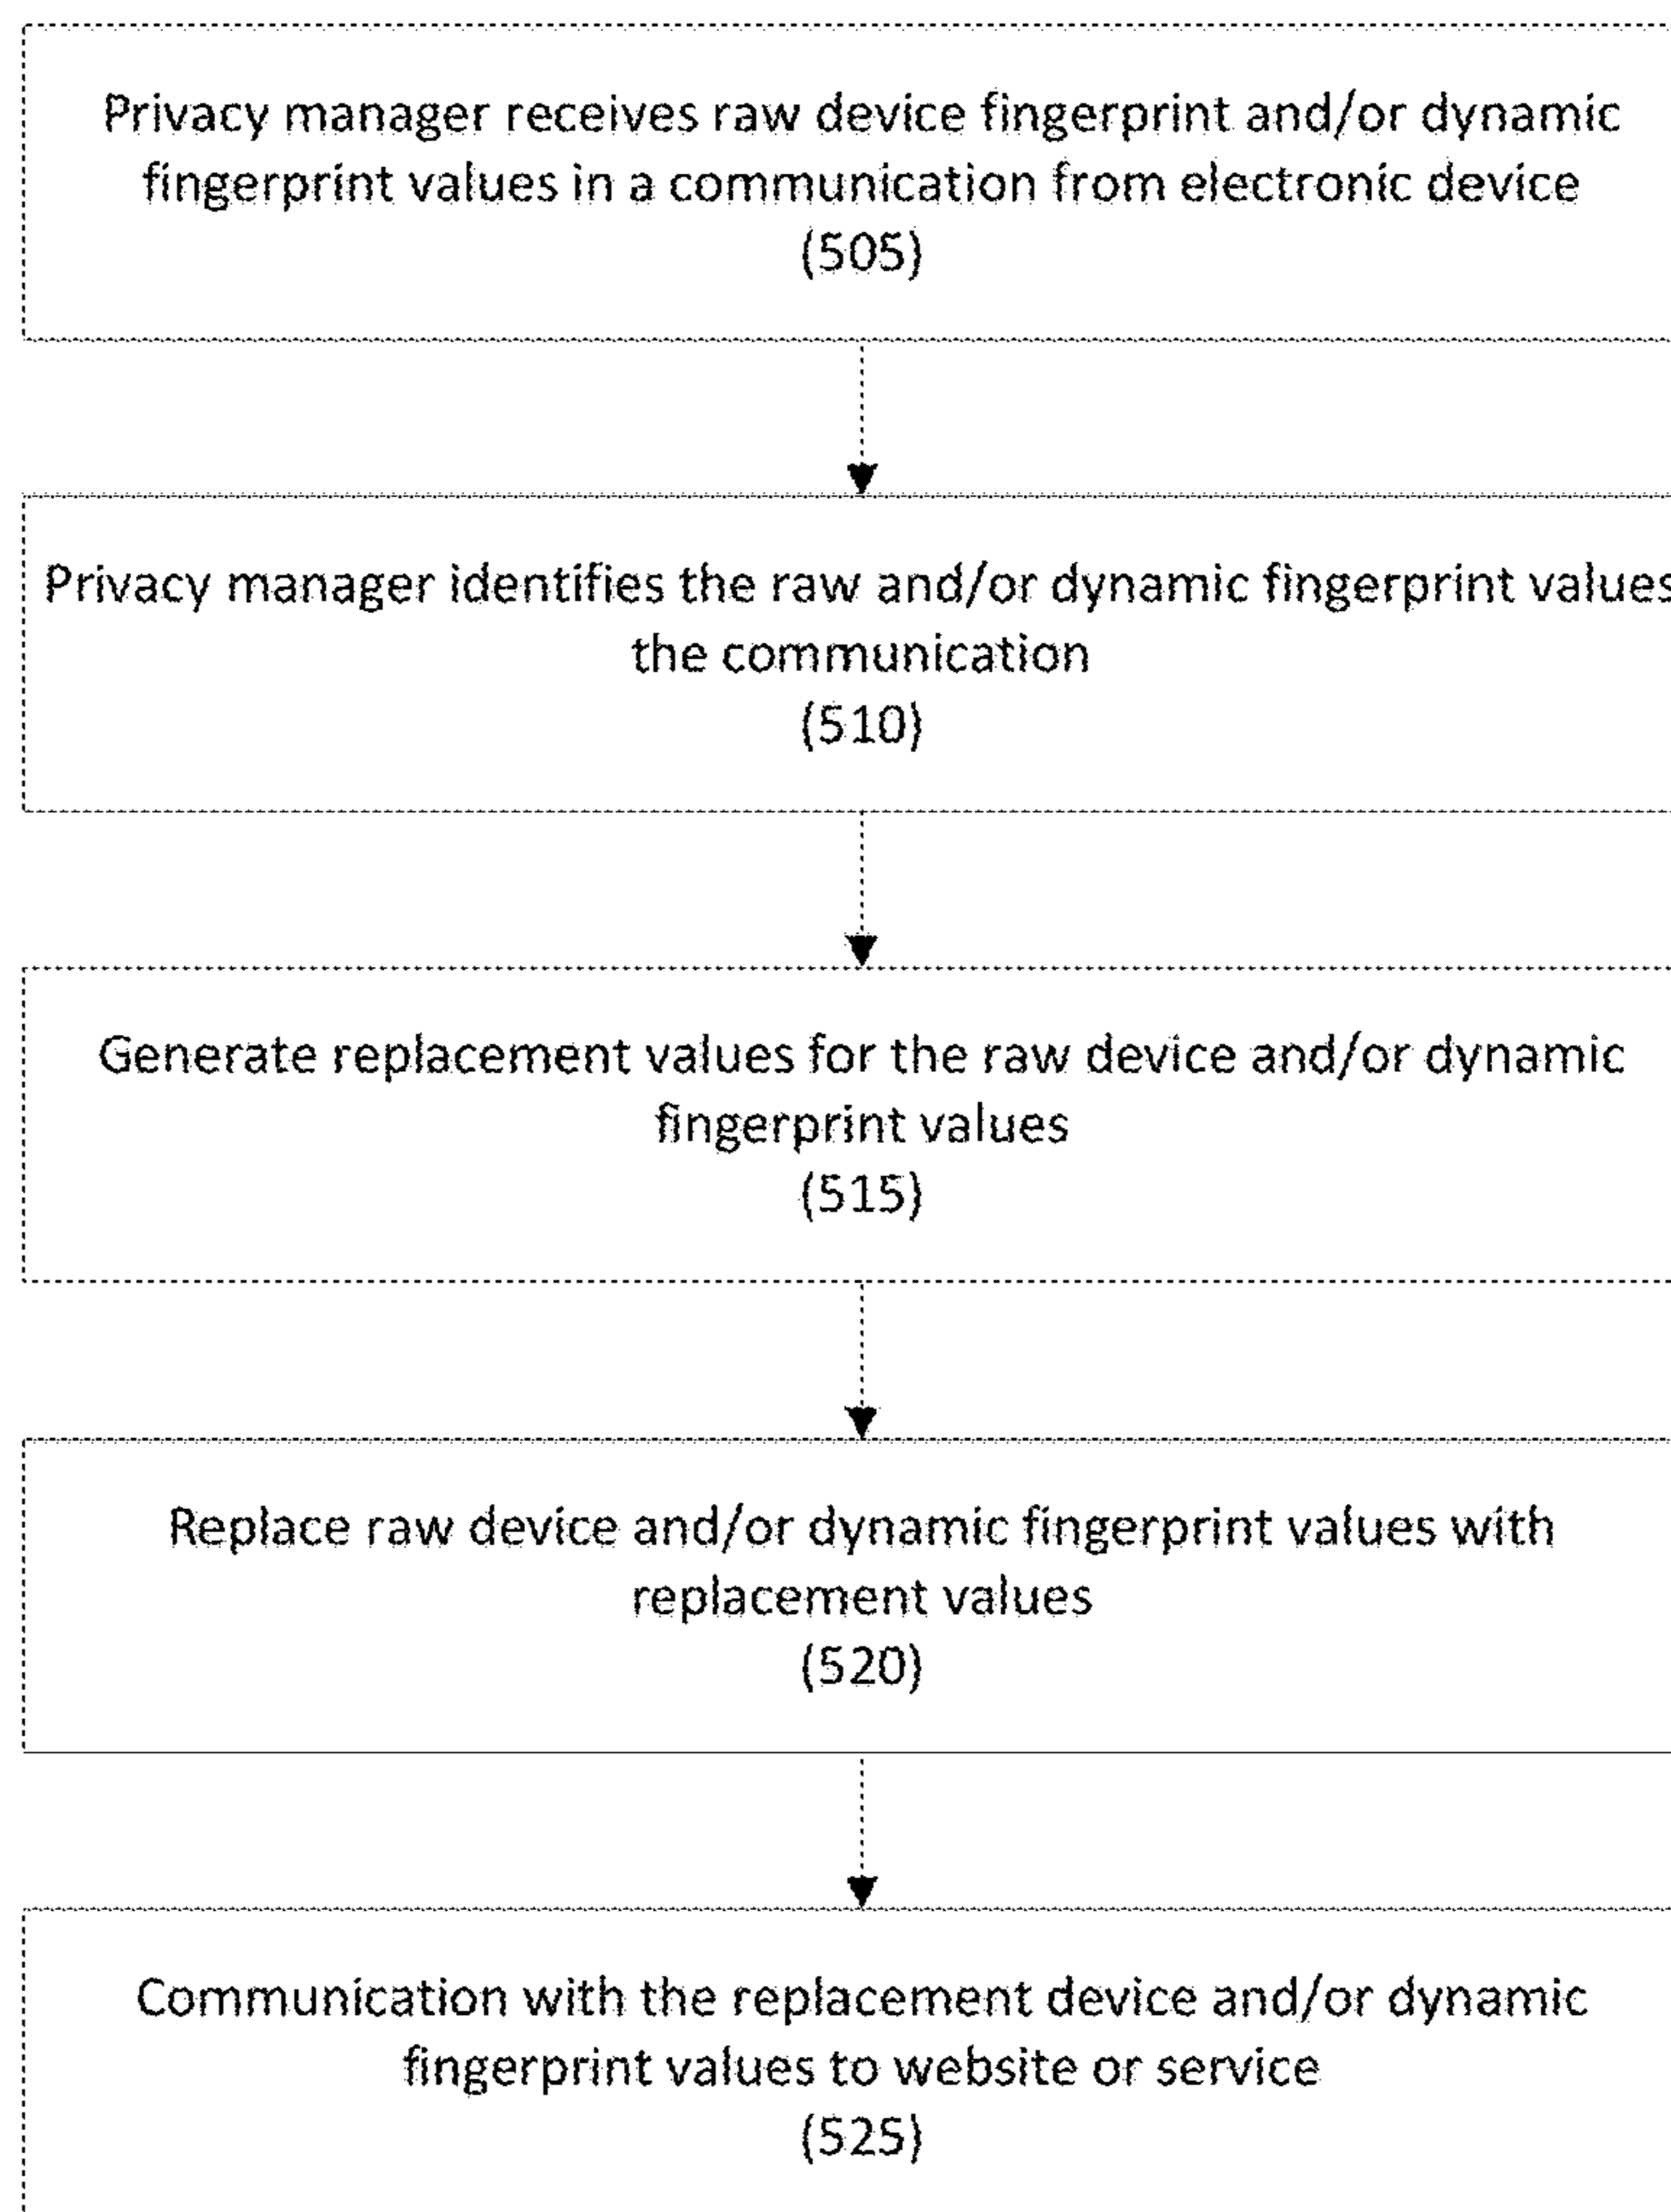 Privacy manager receives raw device fingerprint and/or dynamic
fingerprint values in a communication from electronic device
(505)
Privacy manager identifies the raw and/or dynamic fingerprint values
the communication
(510)
Generate replacement values for the raw device and/or dynamic
fingerprint values
(515)
Replace raw device and/or dynamic fingerprint values with
replacement values
(520)
Communication with the replacement device and/or dynamic
fingerprint values to website or service
(525)